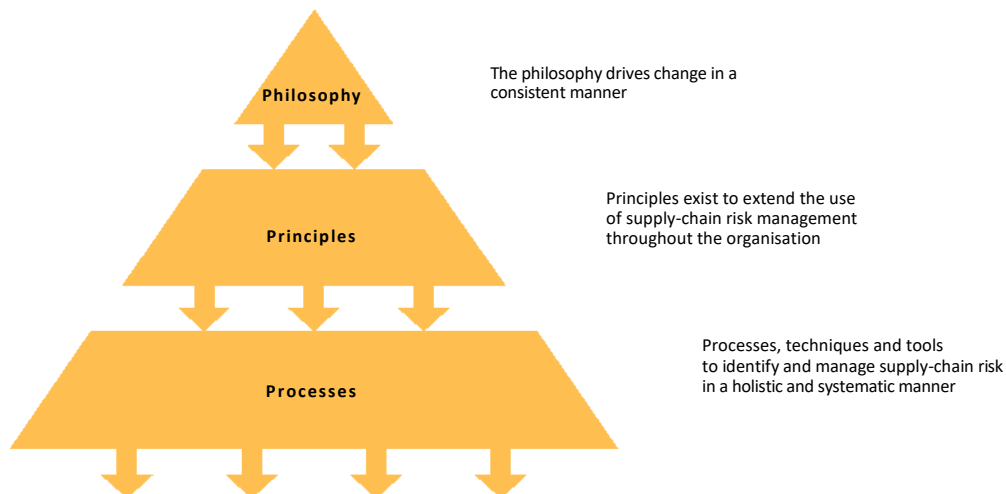 Philosophy
The philosophy drives change in a
consistent manner
Principles
Principles exist to extend the use
of supply-chain risk management
throughout the organisation
Processes
Processes, techniques and tools
to identify and manage supply-chain risk
in a holistic and systematic manner